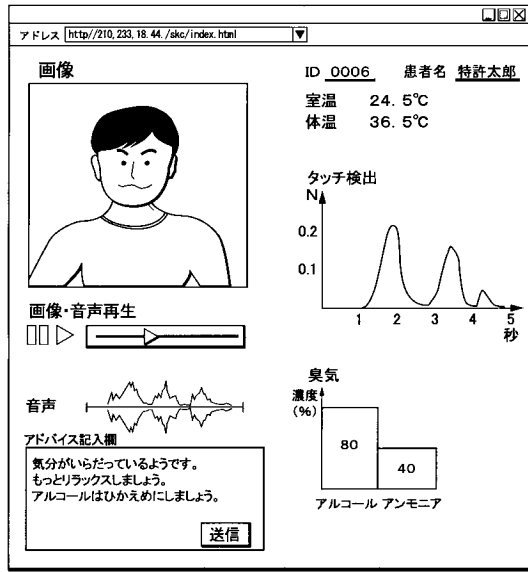 アドレス http//210, 233. 18. 44. /skc/index. html
画像
ID 0006 患者名 特許太郎
室温 24. 5℃
体温 36. 5℃
タッチ検出
N
0.2
0.1
1 2 3 4 5
秒
画像・音声再生
音声
アドバイス記入欄
気分がいらだっているようです。
もっとリラックスしましょう。
アルコールはひかえめにしましょう。
送信
臭気
濃度
(%)
80
40
アルコール アンモニア